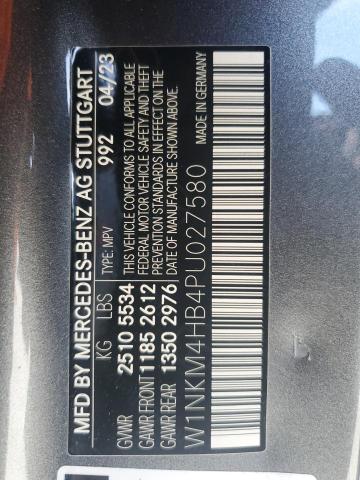 MFD BY MERCEDES-BENZ AG STUTTGART
KG LBS TYPE: MPV 992 04/23
GVWR 2510 5534 THIS VEHICLE CONFORMS TO ALL APPLICABLE
GAWR FRONT 1185 2612 FEDERAL MOTOR VEHICLE SAFETY AND THEFT
GAWR REAR 1350 2976 PREVENTION STANDARDS IN EFFECT ON THE
DATE OF MANUFACTURE SHOWN ABOVE.
W1NKM4HB4PU027580 MADE IN GERMANY